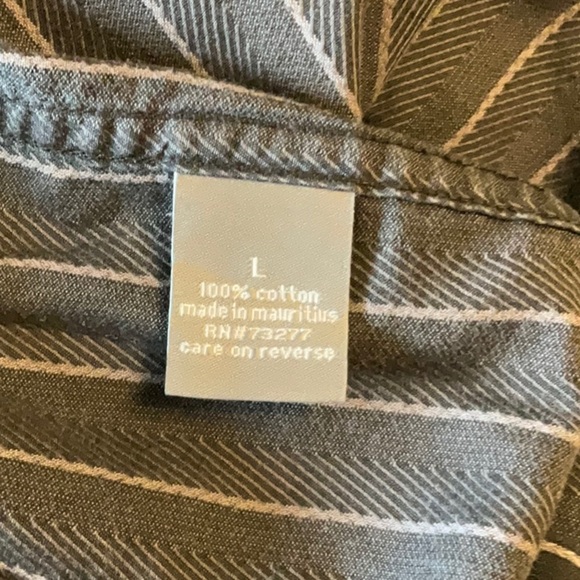 L
100% cotton
made in mauritius
RN#73277
care on reverse